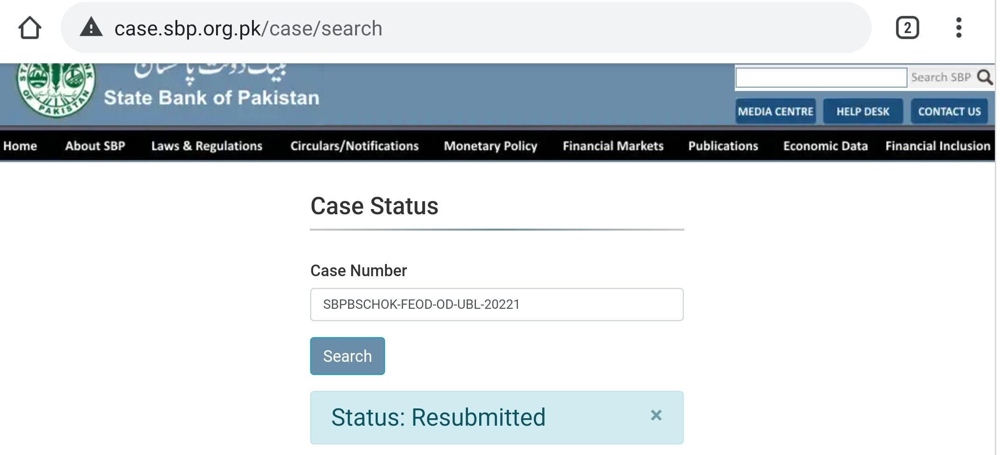 case.sbp.org.pk/case/search
2
بینک دولت پاکستان
State Bank of Pakistan
PAKISTAN
OF
Search SBP
MEDIA CENTRE
HELP DESK
CONTACT US
Home
About SBP
Laws & Regulations
Circulars/Notifications
Monetary Policy
Financial Markets
Publications
Economic Data
Financial Inclusion
Case Status
Case Number
SBPBSCHOK-FEOD-OD-UBL-20221
Search
Status: Resubmitted
×